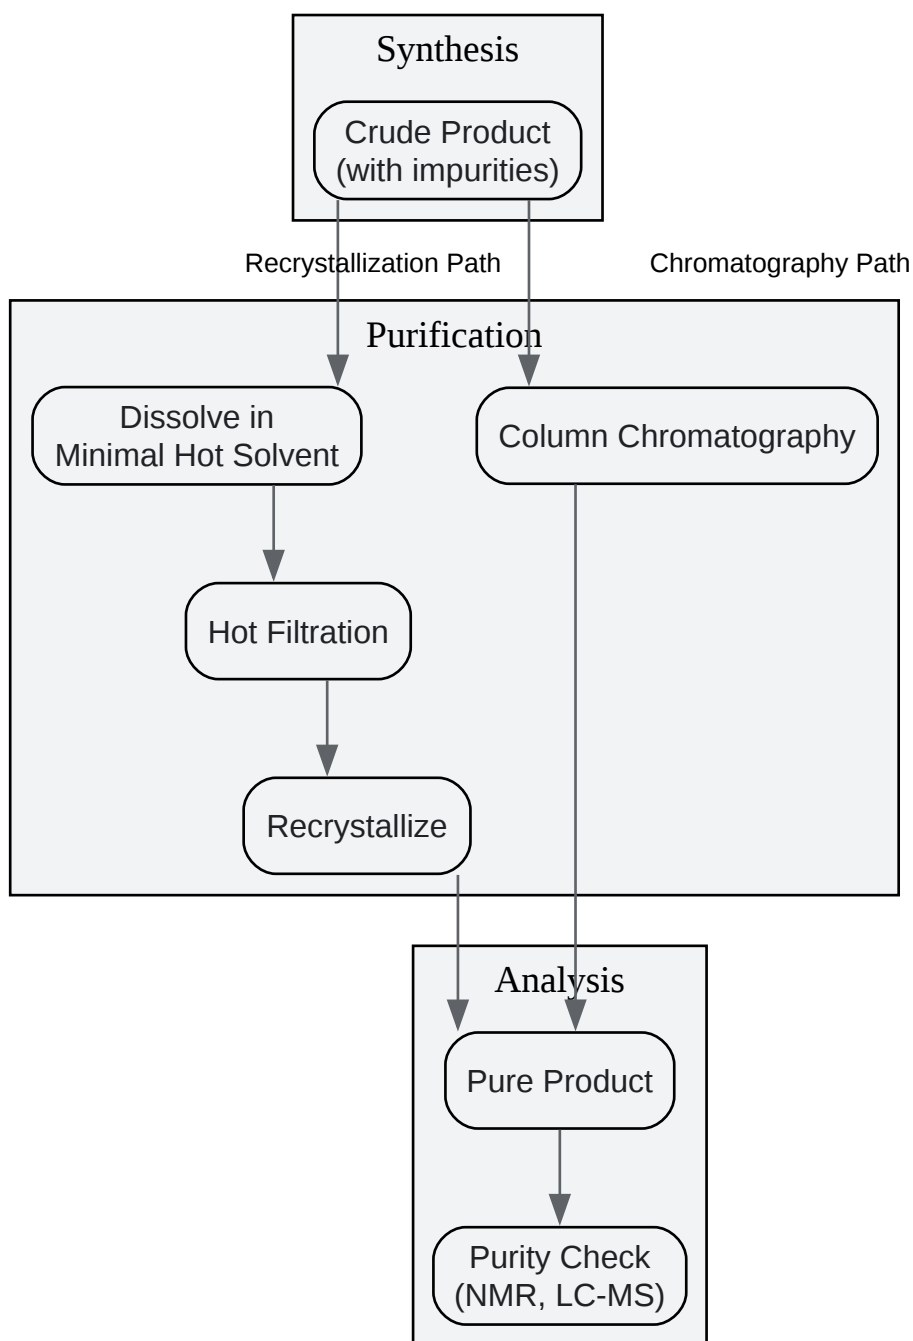 Synthesis
Crude Product
(with impurities)
Recrystallization Path
Chromatography Path
Purification
Dissolve in
Minimal Hot Solvent
Column Chromatography
Hot Filtration
Recrystallize
Analysis
Pure Product
Purity Check
(NMR, LC-MS)